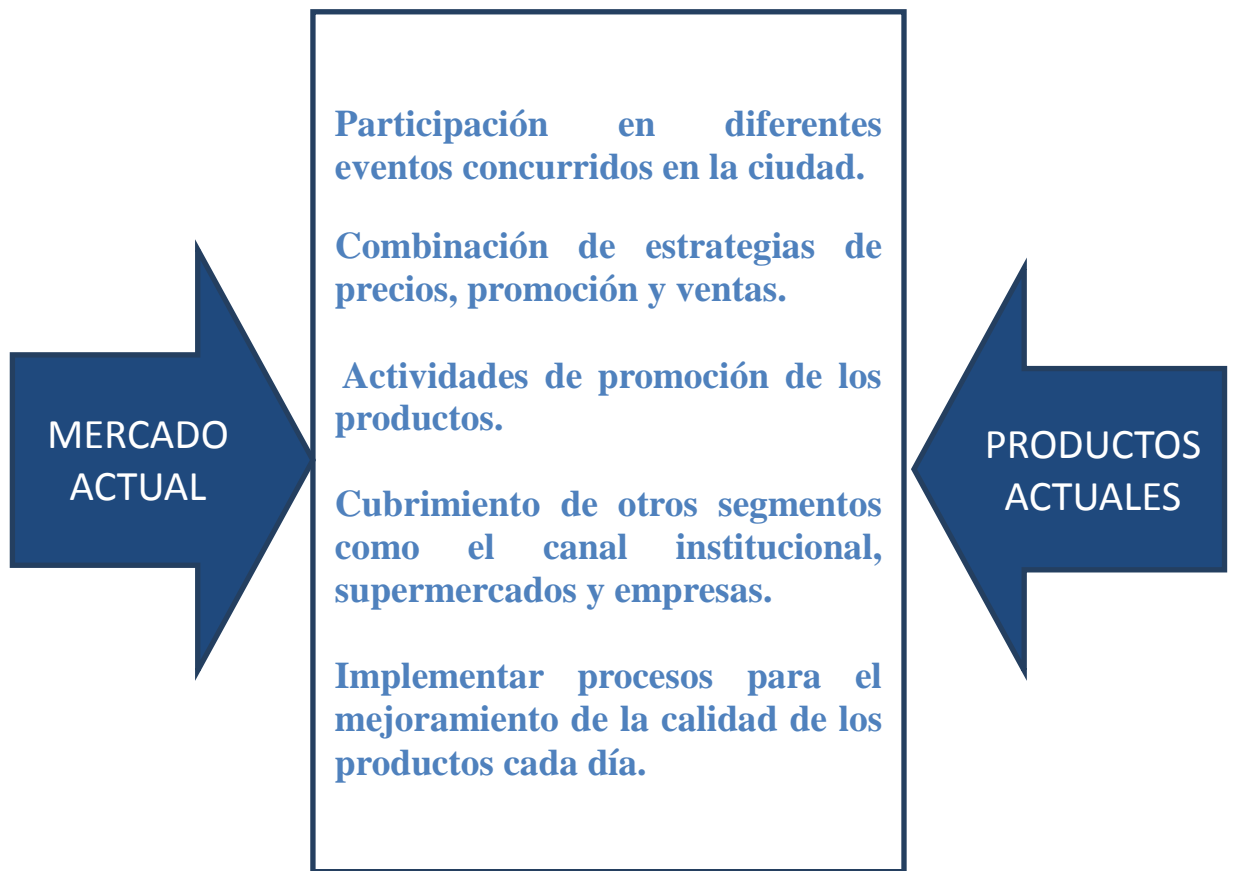 Participación en diferentes
eventos concurridos en la ciudad.
Combinación de estrategias de
precios, promoción y ventas.
Actividades de promoción de los
productos.
Cubrimiento de otros segmentos
como el canal institucional,
supermercados y empresas.
Implementar procesos para el
mejoramiento de la calidad de los
productos cada día.
MERCADO
ACTUAL
PRODUCTOS
ACTUALES